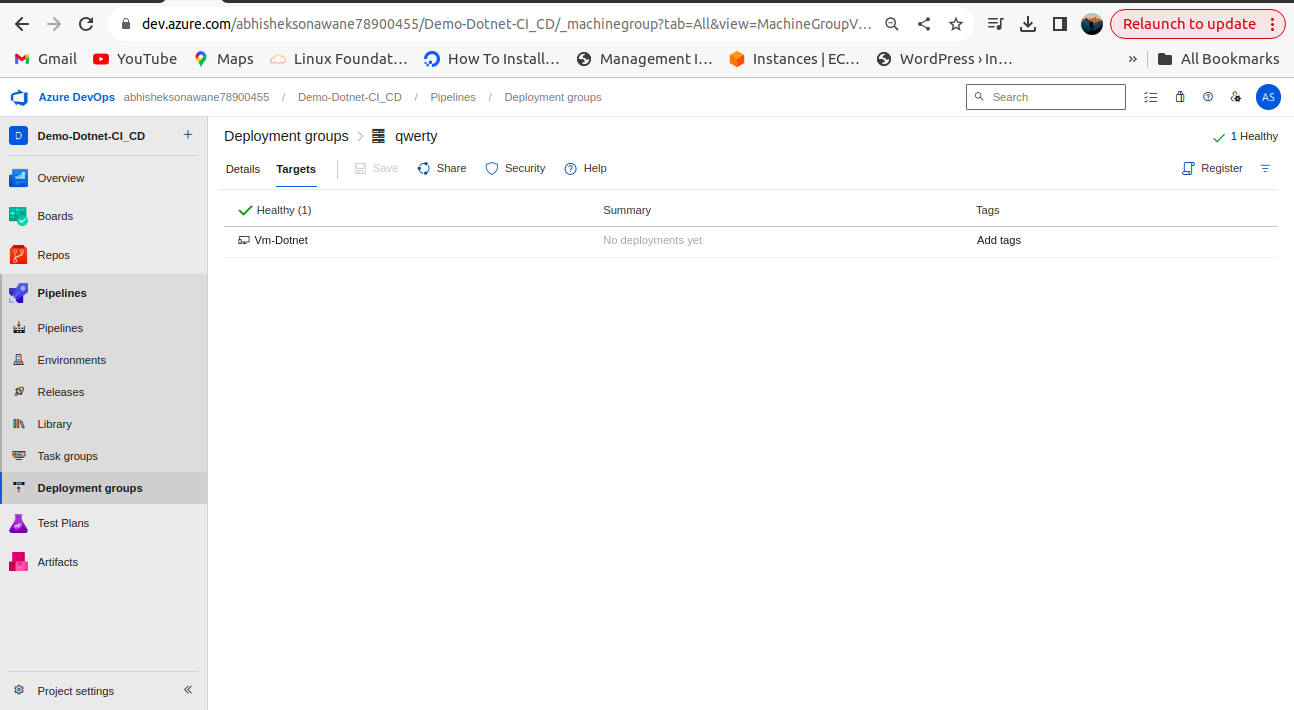 dev.azure.com/abhisheksonawane78900455/Demo-Dotnet-CI_CD/_machinegroup?tab=All&view=MachineGroupV... Relaunch to update
Gmail YouTube Maps Linux Foundat... How To Install... Management I... Instances | EC... WordPress › In... » All Bookmarks
Azure DevOps abhisheksonawane78900455 / Demo-Dotnet-CI_CD / Pipelines / Deployment groups Search AS
D Demo-Dotnet-CI_CD +
Overview
Boards
Repos
Pipelines
Pipelines
Environments
Releases
Library
Task groups
Deployment groups
Test Plans
Artifacts
Project settings
Deployment groups > qwerty 1 Healthy
Details Targets Save Share Security Help Register
Healthy (1) Summary Tags
Vm-Dotnet No deployments yet Add tags